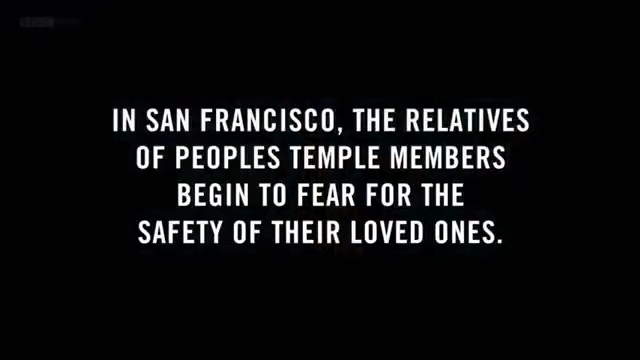 IN SAN FRANCISCO, THE RELATIVES
OF PEOPLES TEMPLE MEMBERS
BEGIN TO FEAR FOR THE
SAFETY OF THEIR LOVED ONES.